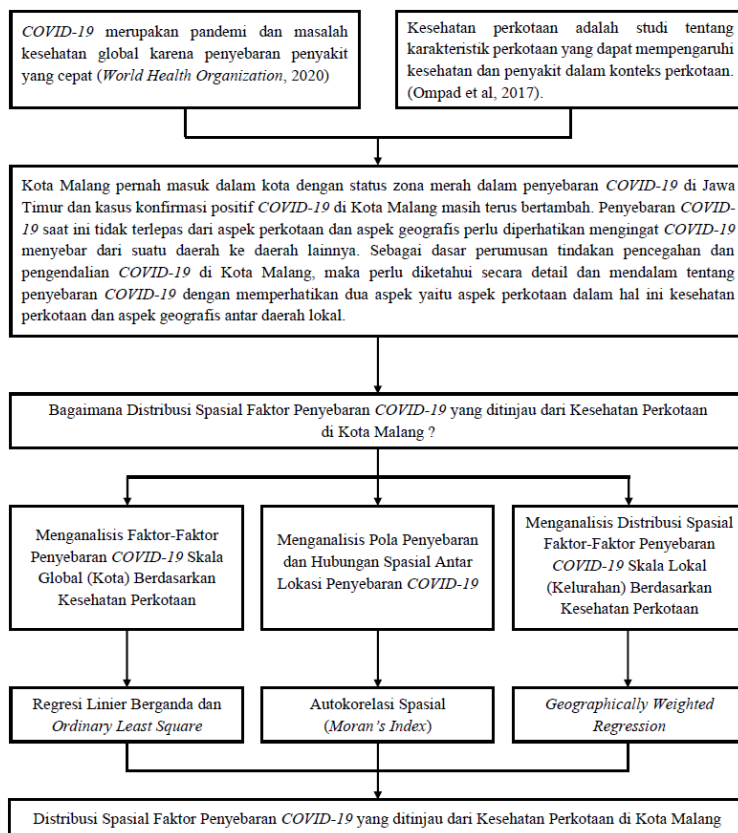 COVID-19 merupakan pandemi dan masalah
kesehatan global karena penyebaran penyakit
yang cepat (World Health Organization, 2020)
Kesehatan perkotaan adalah studi tentang
karakteristik perkotaan yang dapat mempengaruhi
kesehatan dan penyakit dalam konteks perkotaan.
(Ompad et al, 2017).
Kota Malang pernah masuk dalam kota dengan status zona merah dalam penyebaran COVID-19 di Jawa
Timur dan kasus konfirmasi positif COVID-19 di Kota Malang masih terus bertambah. Penyebaran COVID-
19 saat ini tidak terlepas dari aspek perkotaan dan aspek geografis perlu diperhatikan mengingat COVID-19
menyebar dari suatu daerah ke daerah lainnya. Sebagai dasar perumusan tindakan pencegahan dan
pengendalian COVID-19 di Kota Malang, maka perlu diketahui secara detail dan mendalam tentang
penyebaran COVID-19 dengan memperhatikan dua aspek yaitu aspek perkotaan dalam hal ini kesehatan
perkotaan dan aspek geografis antar daerah lokal.
Bagaimana Distribusi Spasial Faktor Penyebaran COVID-19 yang ditinjau dari Kesehatan Perkotaan
di Kota Malang ?
Menganalisis Faktor-Faktor
Penyebaran COVID-19 Skala
Global (Kota) Berdasarkan
Kesehatan Perkotaan
Menganalisis Pola Penyebaran
dan Hubungan Spasial Antar
Lokasi Penyebaran COVID-19
Menganalisis Distribusi Spasial
Faktor-Faktor Penyebaran
COVID-19 Skala Lokal
(Kelurahan) Berdasarkan
Kesehatan Perkotaan
Regresi Linier Berganda dan
Ordinary Least Square
Autokorelasi Spasial
(Moran's Index)
Geographically Weighted
Regression
Distribusi Spasial Faktor Penyebaran COVID-19 yang ditinjau dari Kesehatan Perkotaan di Kota Malang